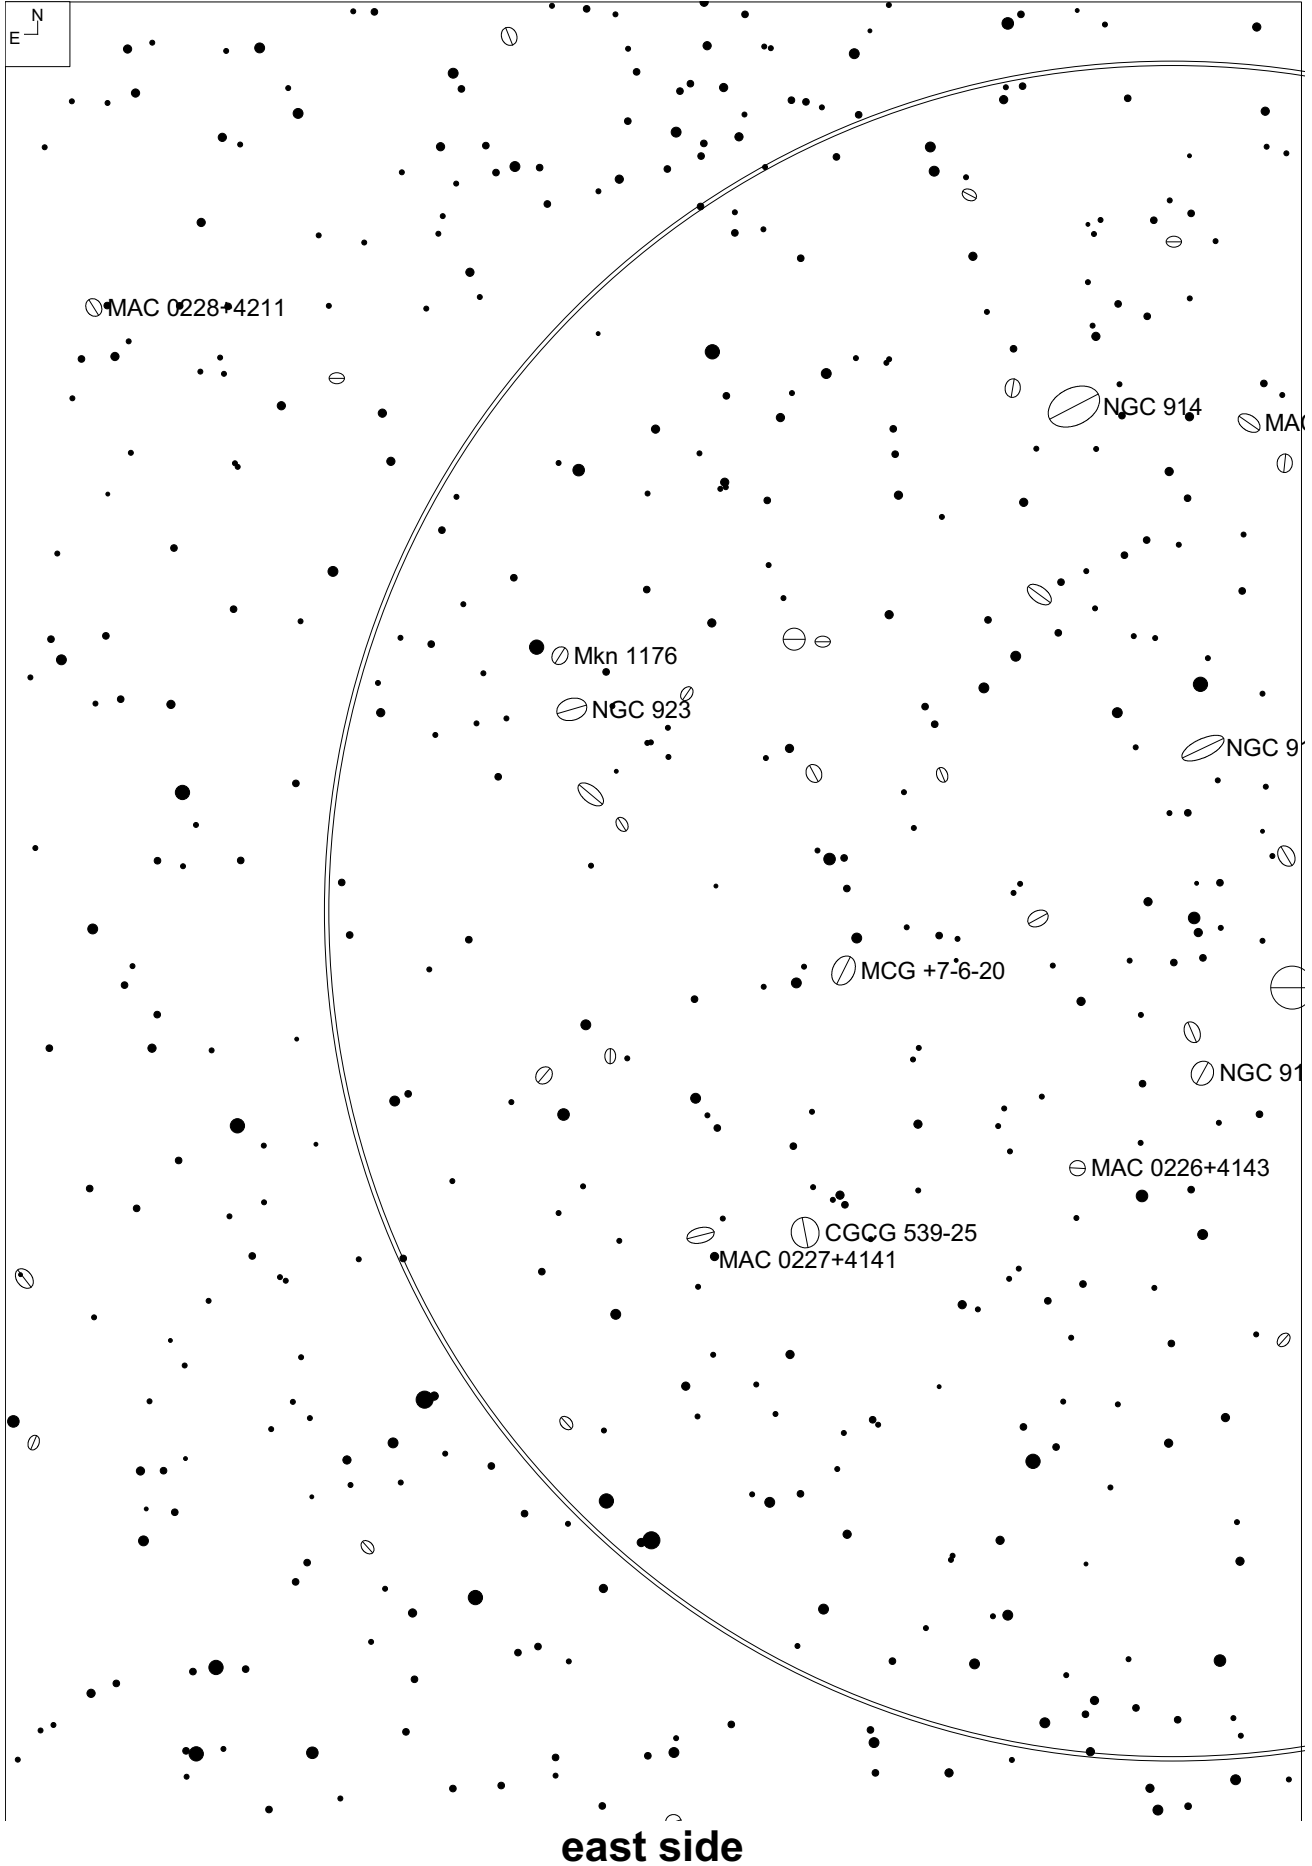 N
E
MAC 0228+4211
NGC 914
MAC
Mkn 1176
NGC 923
NGC 91
MCG +7-6-20
NGC 91
MAC 0226+4143
CGCG 539-25
MAC 0227+4141
east side